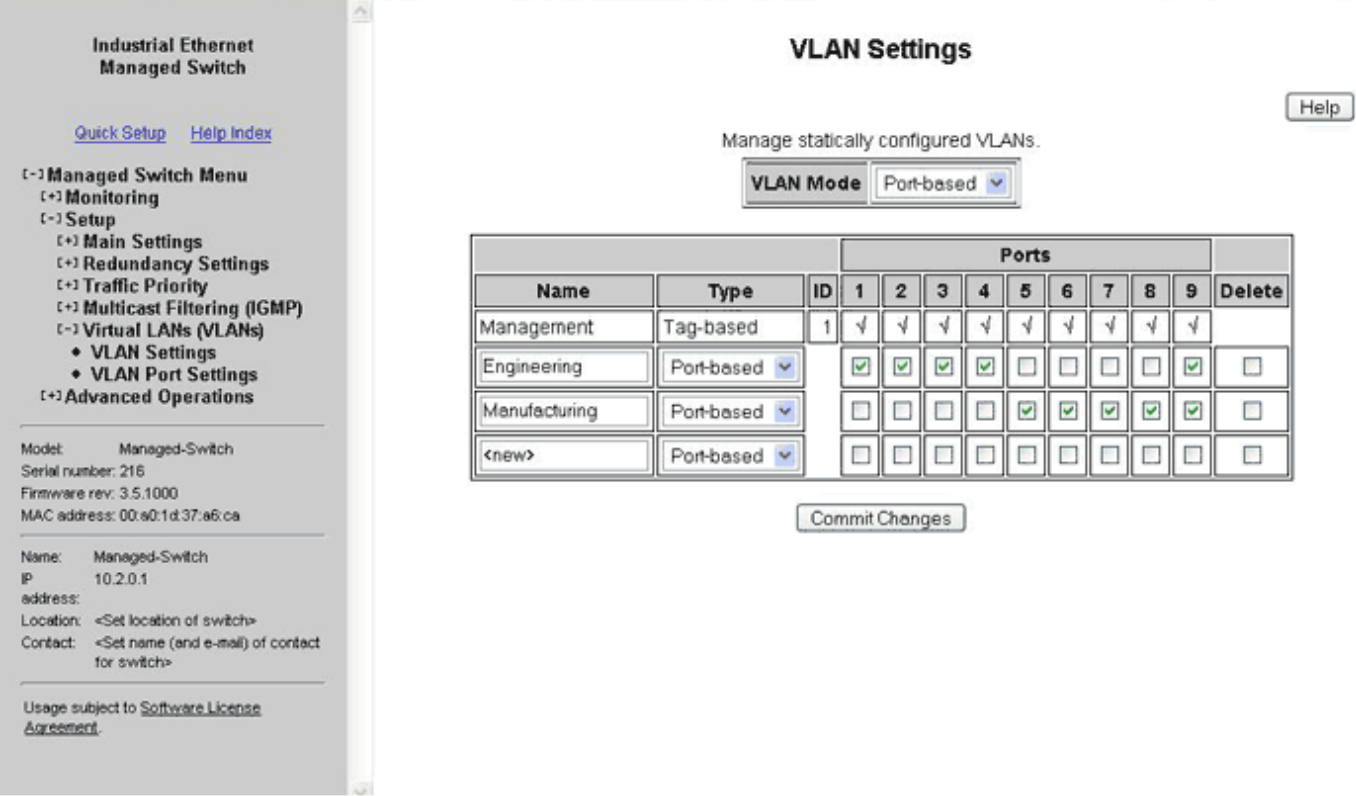 Industrial Ethernet
Managed Switch
Quick Setup Help Index
[-] Managed Switch Menu
[+] Monitoring
[-] Setup
[+] Main Settings
[+] Redundancy Settings
[+] Traffic Priority
[+] Multicast Filtering (IGMP)
[-] Virtual LANs (VLANs)
◆ VLAN Settings
◆ VLAN Port Settings
[+] Advanced Operations
Model: Managed-Switch
Serial number: 216
Firmware rev: 3.5.1000
MAC address: 00:a0:1d:37:a6:ca
Name: Managed-Switch
IP address: 10.2.0.1
Location: <Set location of switch>
Contact: <Set name (and e-mail) of contact
for switch>
Usage subject to Software License
Agreement.
VLAN Settings
Help
Manage statically configured VLANs.
VLAN Mode Port-based
Ports
Name Type ID 1 2 3 4 5 6 7 8 9 Delete
Management Tag-based 1 √ √ √ √ √ √ √ √ √
Engineering Port-based
Manufacturing Port-based
<new> Port-based
Commit Changes